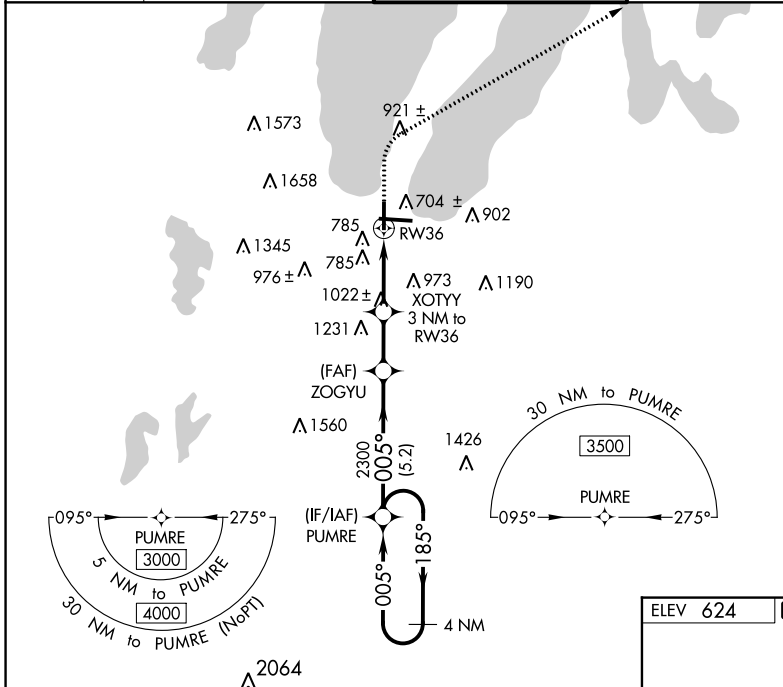 921 ±
1573
1658
704 ±
902
785
RW36
1345
785
976 ±
973
1190
1022 ±
XOTYY
3 NM to
RW36
1231
(FAF)
ZOGYU
30 NM to PUMRE
1560
3500
2300
005°
(5.2)
1426
PUMRE
095°
275°
095°
275°
PUMRE
3000
5 NM to PUMRE
4000
30 NM to PUMRE (NoPT)
(IF/IAF)
PUMRE
185°
005°
4 NM
ELEV 624
2064